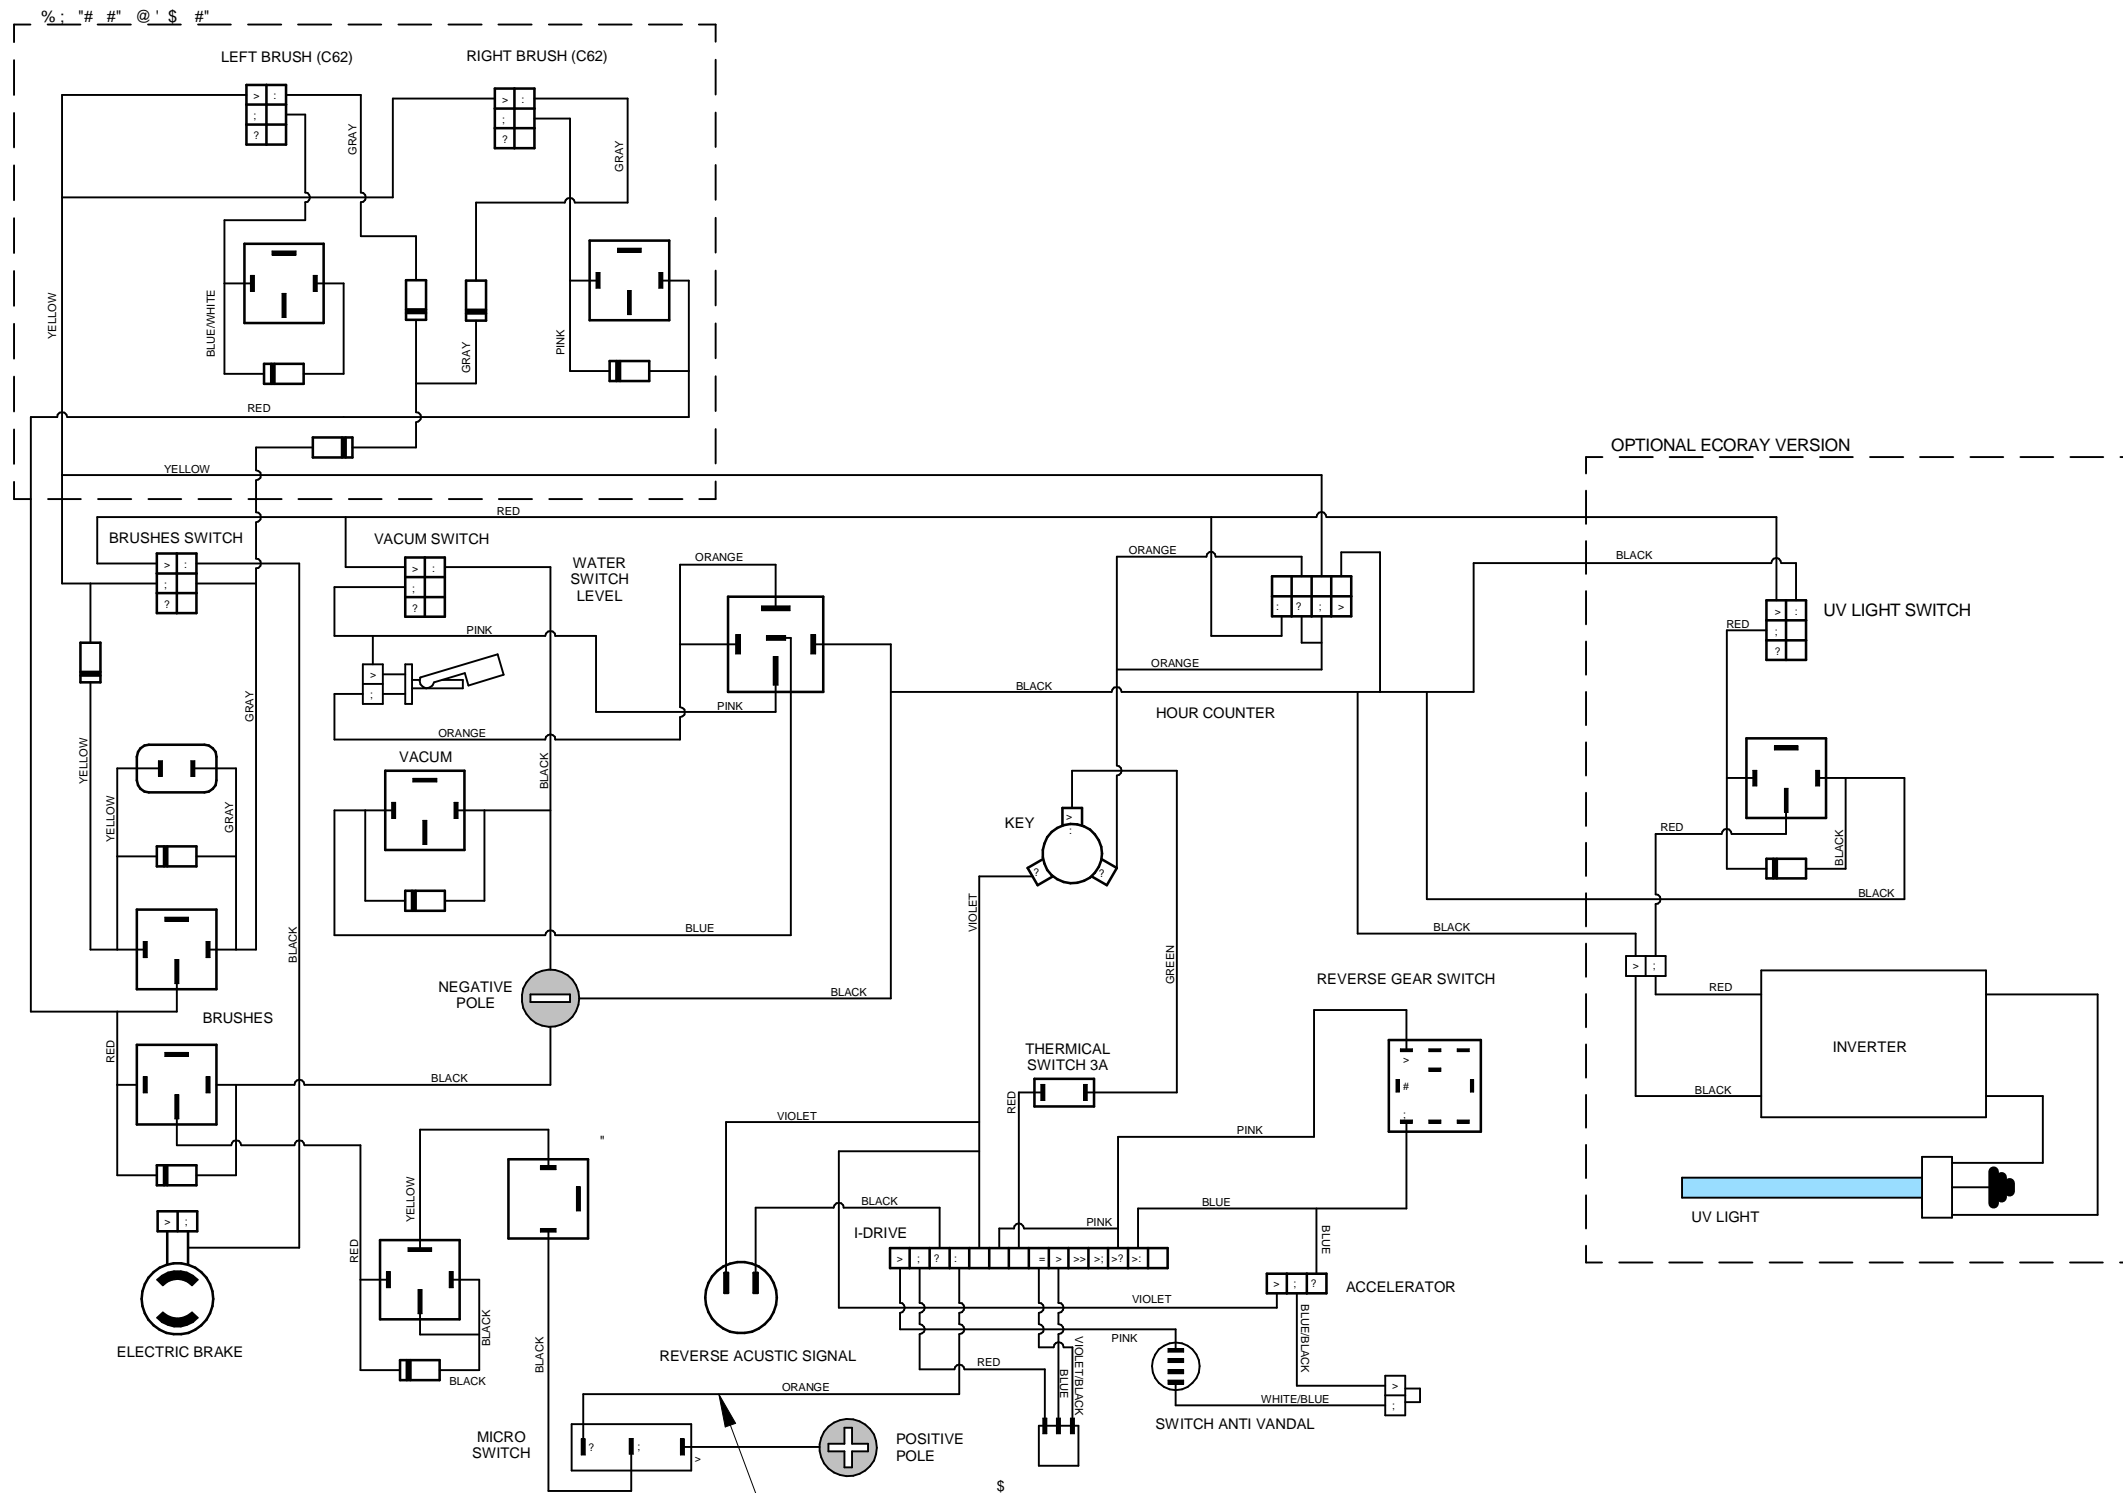 % ; "# #" @ ' $ #"
LEFT BRUSH (C62)
RIGHT BRUSH (C62)
> :
;
?
> :
;
?
GRAY
GRAY
YELLOW
BLUE/WHITE
GRAY
PINK
RED
YELLOW
OPTIONAL ECORAY VERSION
RED
BRUSHES SWITCH
> :
;
?
VACUM SWITCH
> :
;
?
WATER
SWITCH
LEVEL
ORANGE
ORANGE
BLACK
: ? ; >
> :
;
?
UV LIGHT SWITCH
RED
PINK
> 
;
ORANGE
BLACK
PINK
HOUR COUNTER
GRAY
ORANGE
YELLOW
VACUM
BLACK
YELLOW
GRAY
KEY
>
:
?
?
RED
BLACK
BLACK
VIOLET
BLUE
BLACK
BLACK
GREEN
> ;
NEGATIVE
POLE
BLACK
REVERSE GEAR SWITCH
RED
BRUSHES
RED
THERMICAL
SWITCH 3A
INVERTER
>
#
;
BLACK
RED
BLACK
VIOLET
PINK
"
YELLOW
BLACK
BLUE
UV LIGHT
> ;
I-DRIVE
PINK
BLUE
RED
> ; ? : = > >> >; >? >:
> ; ?
ACCELERATOR
VIOLET
BLACK
BLACK
ELECTRIC BRAKE
REVERSE ACUSTIC SIGNAL
PINK
BLUE/BLACK
RED
BLUE
VIOLET/BLACK
BLACK
ORANGE
WHITE/BLUE
>
;
SWITCH ANTI VANDAL
MICRO
SWITCH
? ; >
POSITIVE
POLE
$